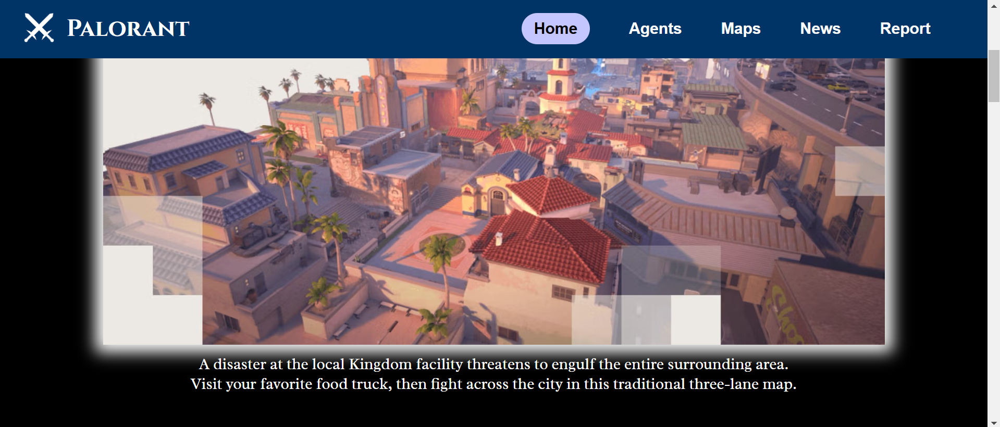 PALORANT
Home
Agents
Maps
News
Report
A disaster at the local Kingdom facility threatens to engulf the entire surrounding area.
Visit your favorite food truck, then fight across the city in this traditional three-lane map.